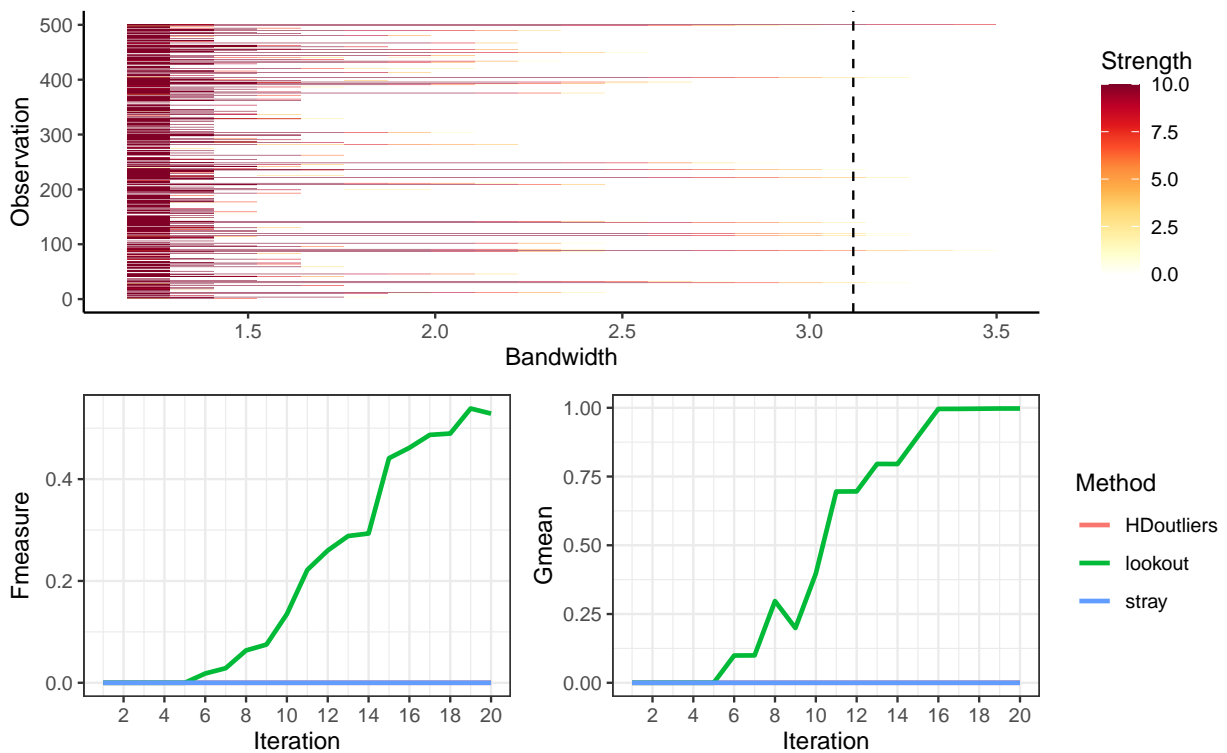 500
400
300
200
100
0
Observation
1.5 2.0 2.5 3.0 3.5
Bandwidth
Strength
10.0
7.5
5.0
2.5
0.0
0.4
0.2
0.0
Fmeasure
2 4 6 8 10 12 14 16 18 20
Iteration
1.00
0.75
0.50
0.25
0.00
Gmean
2 4 6 8 10 12 14 16 18 20
Iteration
Method
HDoutliers
lookout
stray